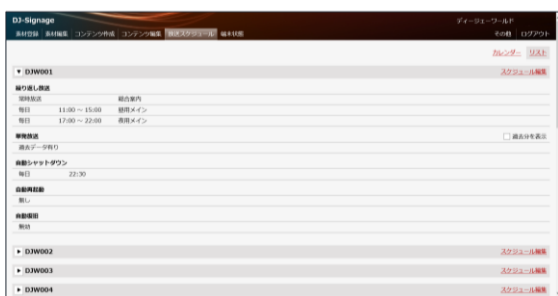 DJ-Signage ディージェーワールド
素材登録 素材編集 コンテンツ作成 コンテンツ編集 放送スケジュール 端末状態 その他 ログアウト
カレンダー リスト
▼ DJW001 スケジュール編集
繰り返し放送
常時放送 総合案内
毎日 11:00 ～ 15:00 昼用メイン
毎日 17:00 ～ 22:00 夜用メイン
単発放送 過去分を表示
過去データ有り
自動シャットダウン
毎日 22:30
自動再起動
無し
自動復旧
無効
▶ DJW002 スケジュール編集
▶ DJW003 スケジュール編集
▶ DJW004 スケジュール編集